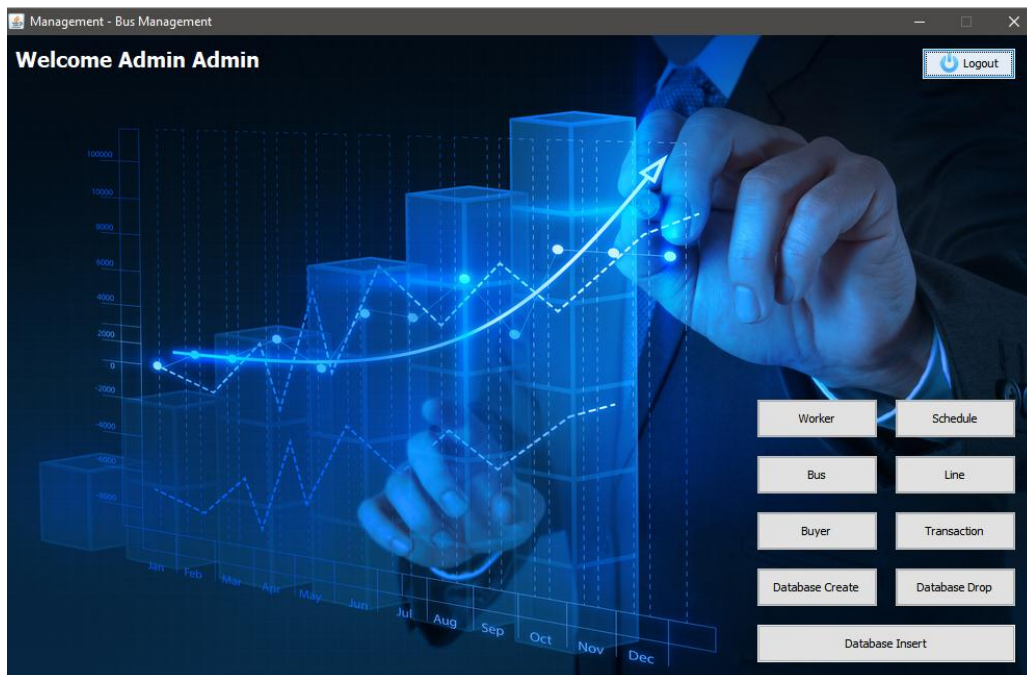 Management - Bus Management
Welcome Admin Admin
Logout
100000
10000
8000
6000
4000
2000
0
-2000
-4000
-6000
-8000
Jan Feb Mar Apr May Jun Jul Aug Sep Oct Nov Dec
Worker Schedule
Bus Line
Buyer Transaction
Database Create Database Drop
Database Insert